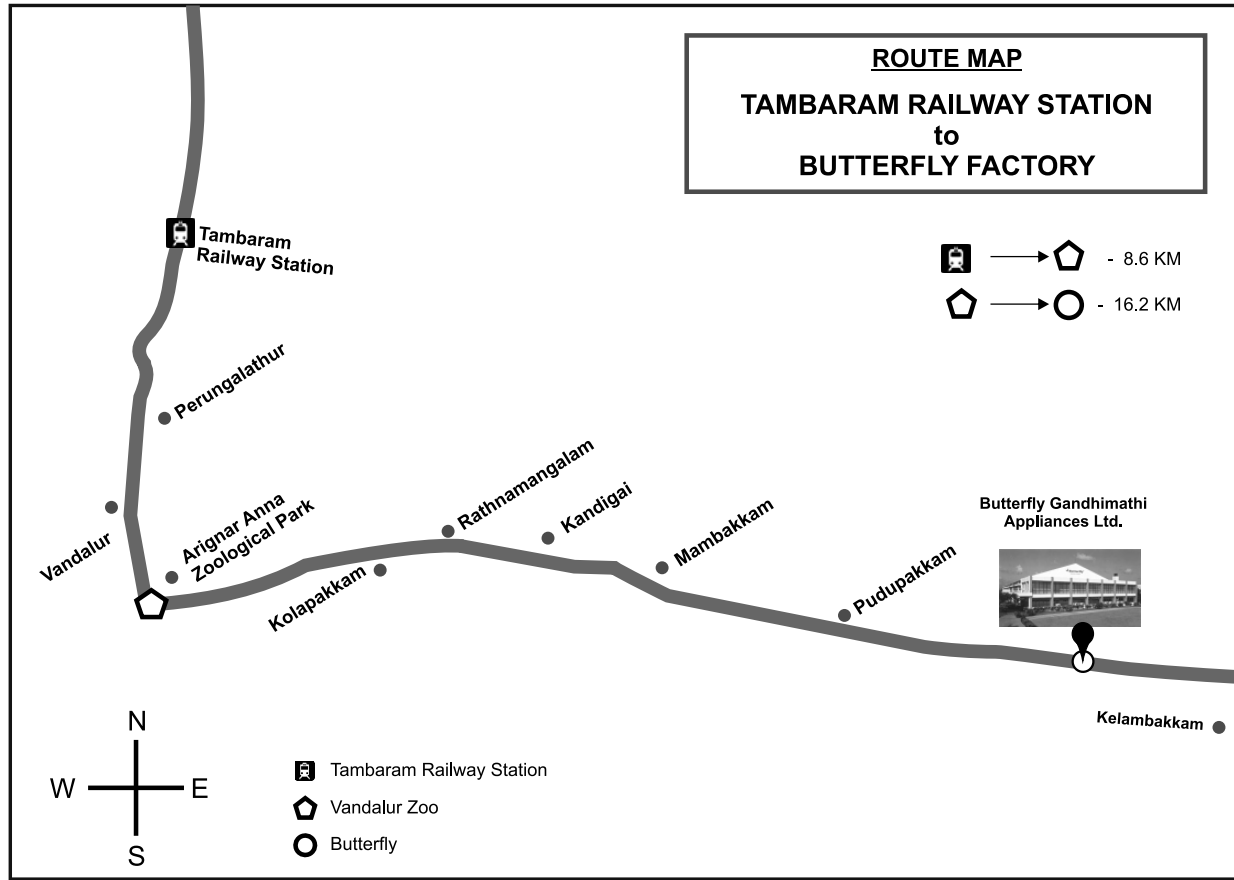 ROUTE MAP
TAMBARAM RAILWAY STATION
to
BUTTERFLY FACTORY
Tambaram
Railway Station
- 8.6 KM
- 16.2 KM
Perungalathur
Vandalur
Arignar Anna
Zoological Park
Kolapakkam
Rathnamangalam
Kandigai
Mambakkam
Pudupakkam
Butterfly Gandhimathi
Appliances Ltd.
Kelambakkam
N
W
E
S
Tambaram Railway Station
Vandalur Zoo
Butterfly